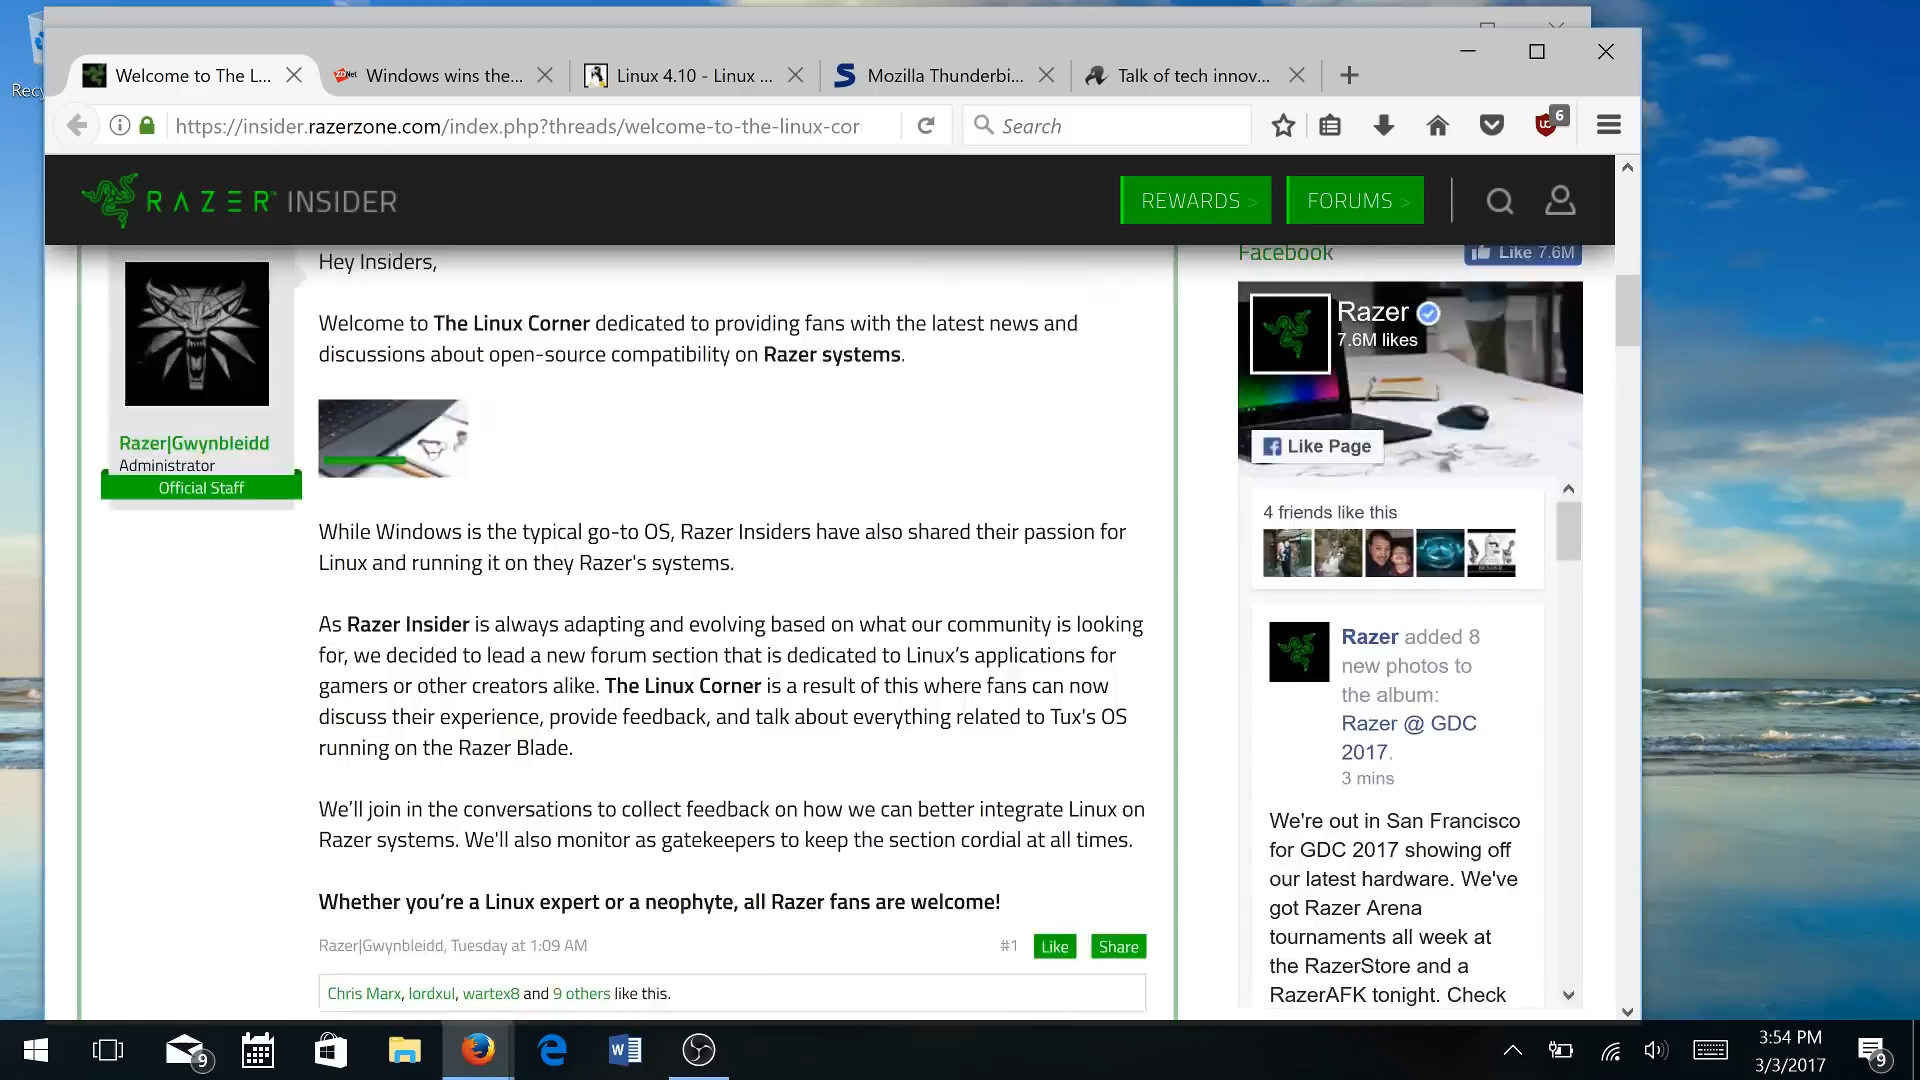 Recy
Welcome to The L...
ZDNet
Windows wins the...
Linux 4.10 - Linux ...
S
Mozilla Thunderbi...
Talk of tech innov...
https://insider.razerzone.com/index.php?threads/welcome-to-the-linux-cor
Search
6
RAZER INSIDER
REWARDS >
FORUMS >
Facebook
Like 7.6M
Hey Insiders,
Welcome to The Linux Corner dedicated to providing fans with the latest news and
discussions about open-source compatibility on Razer systems.
Razer|Gwynbleidd
Administrator
Official Staff
While Windows is the typical go-to OS, Razer Insiders have also shared their passion for
Linux and running it on they Razer's systems.
As Razer Insider is always adapting and evolving based on what our community is looking
for, we decided to lead a new forum section that is dedicated to Linux’s applications for
gamers or other creators alike. The Linux Corner is a result of this where fans can now
discuss their experience, provide feedback, and talk about everything related to Tux's OS
running on the Razer Blade.
We’ll join in the conversations to collect feedback on how we can better integrate Linux on
Razer systems. We'll also monitor as gatekeepers to keep the section cordial at all times.
Whether you’re a Linux expert or a neophyte, all Razer fans are welcome!
Razer|Gwynbleidd, Tuesday at 1:09 AM
#1
Like
Share
Chris Marx, lordxul, wartex8 and 9 others like this.
Razer
7.6M likes
Like Page
4 friends like this
Razer added 8
new photos to
the album:
Razer @ GDC
2017.
3 mins
We're out in San Francisco
for GDC 2017 showing off
our latest hardware. We've
got Razer Arena
tournaments all week at
the RazerStore and a
RazerAFK tonight. Check
9
3:54 PM
3/3/2017
9